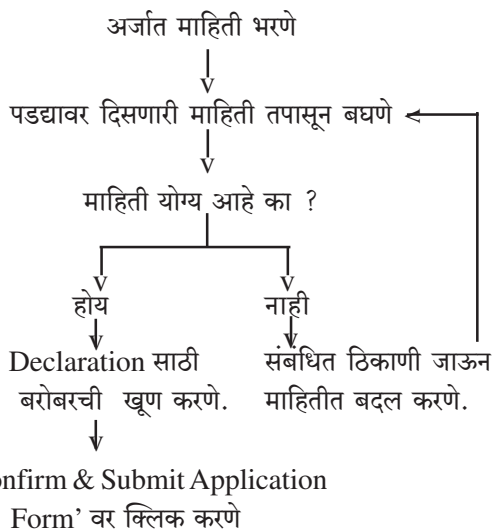 अर्जात माहिती भरणे
पडद्यावर दिसणारी माहिती तपासून बघणे
माहिती योग्य आहे का ?
होय
नाही
Declaration साठी
बरोबरची खूण करणे.
संबंधित ठिकाणी जाऊन
माहितीत बदल करणे.
nfirm & Submit Application
Form’ वर क्लिक करणे